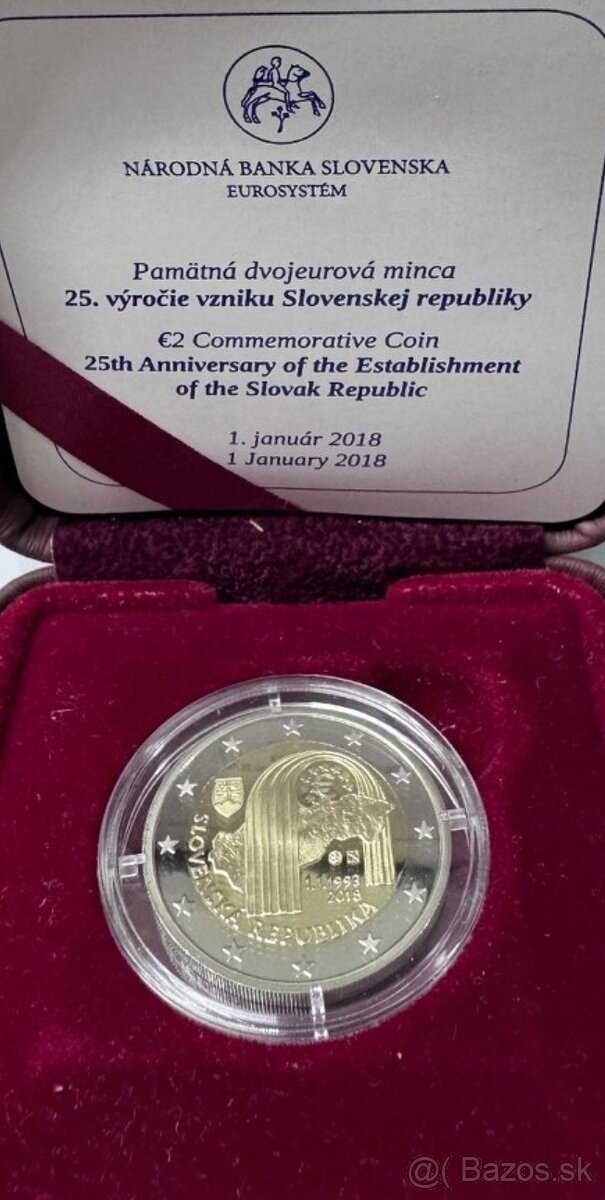 NÁRODNÁ BANKA SLOVENSKA
EUROSYSTÉM
Pamätná dvojeurová minca
25. výročie vzniku Slovenskej republiky
€2 Commemorative Coin
25th Anniversary of the Establishment
of the Slovak Republic
1. január 2018
1 January 2018
1.1.1993
2018
SLOVENSKÁ REPUBLIKA
@( Bazos.sk